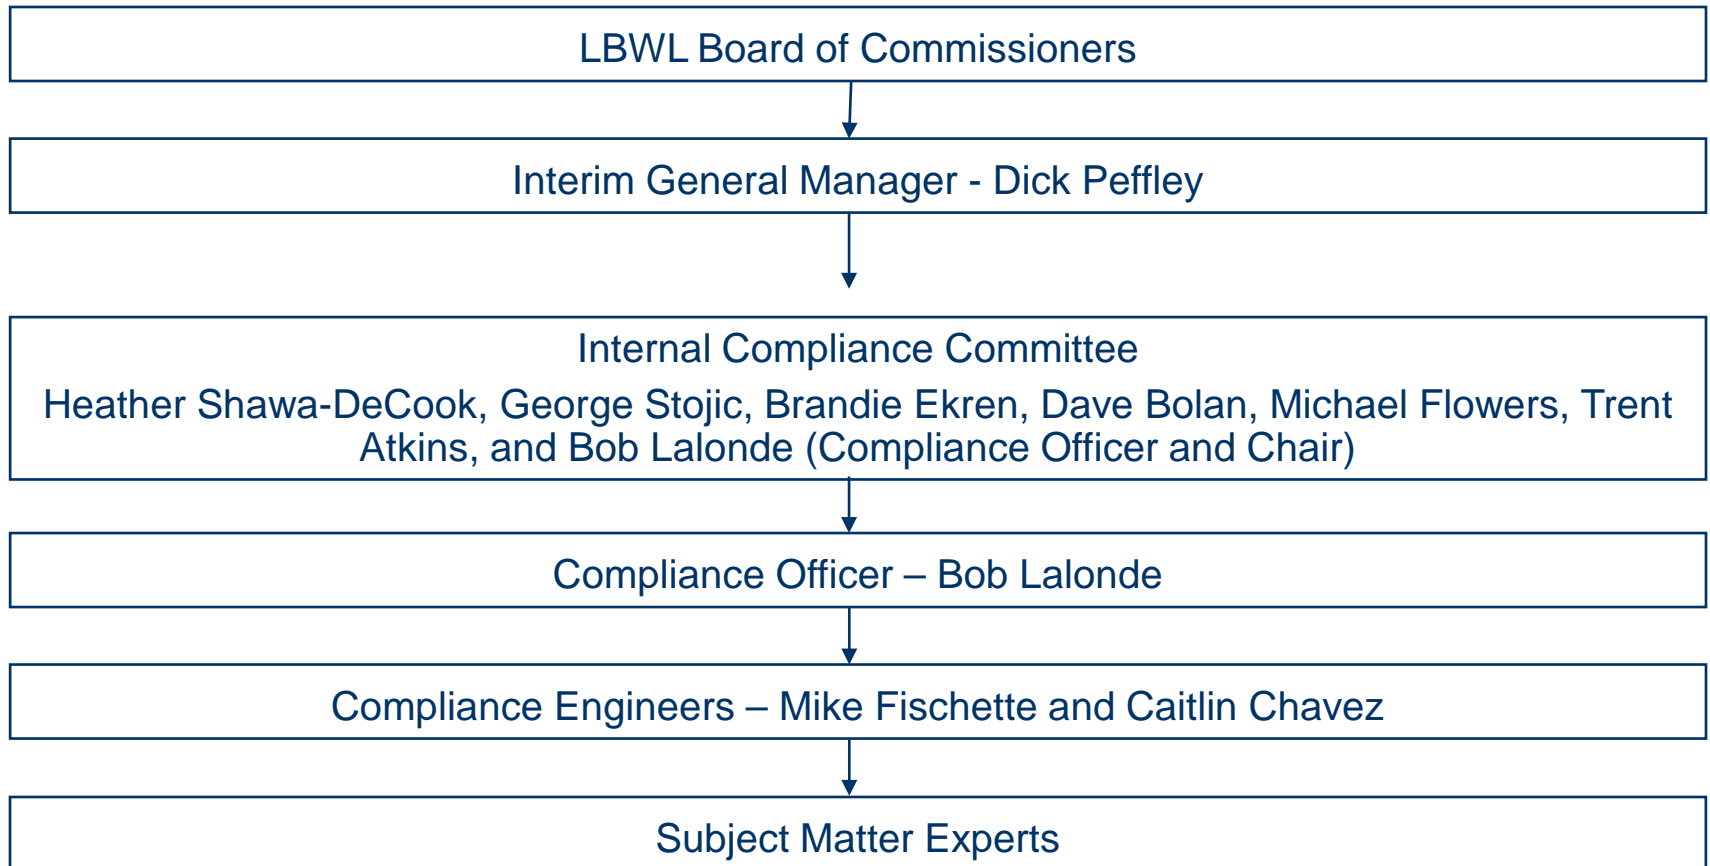 LBWL Board of Commissioners
Interim General Manager - Dick Peffley
Internal Compliance Committee
Heather Shawa-DeCook, George Stojic, Brandie Ekren, Dave Bolan, Michael Flowers, Trent
Atkins, and Bob Lalonde (Compliance Officer and Chair)
Compliance Officer – Bob Lalonde
Compliance Engineers – Mike Fischette and Caitlin Chavez
Subject Matter Experts